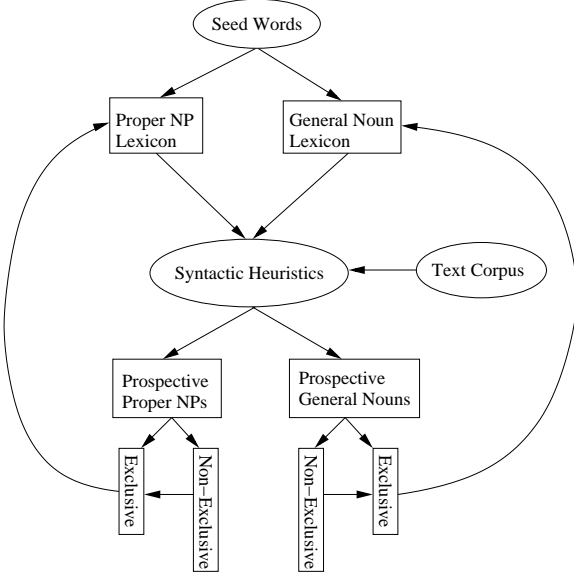 Seed Words
Proper NP
Lexicon
General Noun
Lexicon
Syntactic Heuristics
Text Corpus
Prospective
Proper NPs
Prospective
General Nouns
Exclusive
Non−Exclusive
Non−Exclusive
Exclusive